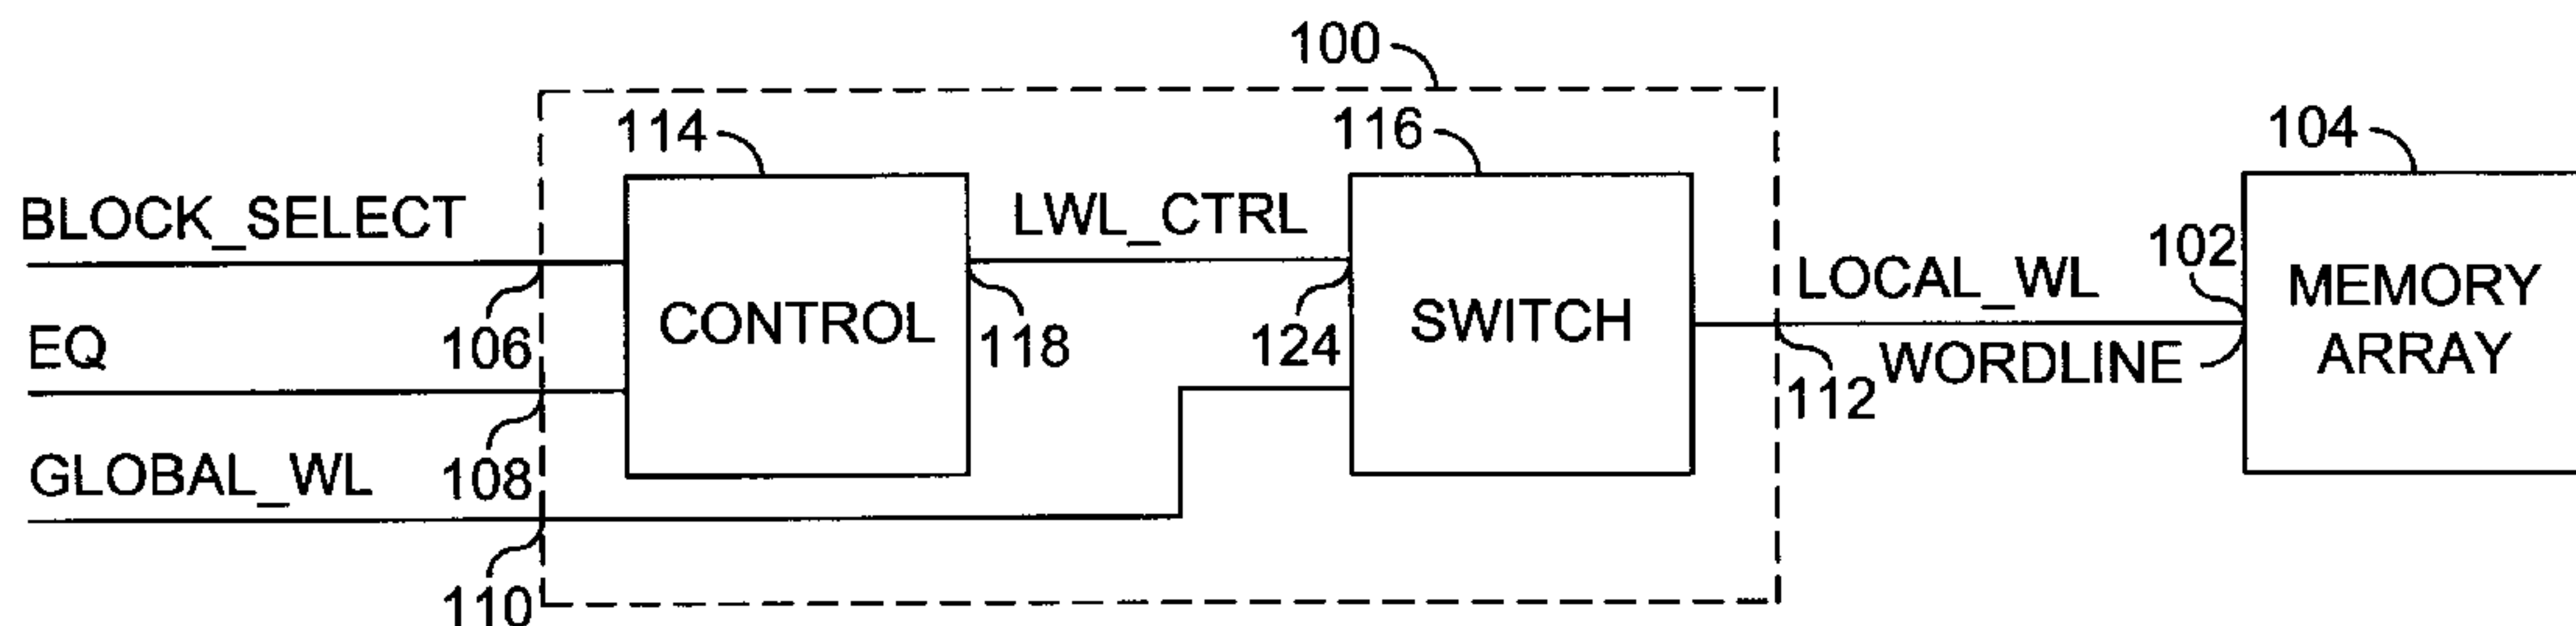 100
114
116
104
BLOCK_SELECT
LWL_CTRL
102
LOCAL_WL
MEMORY
ARRAY
CONTROL
SWITCH
EQ
106
118
124
WORDLINE
112
GLOBAL_WL
108
110